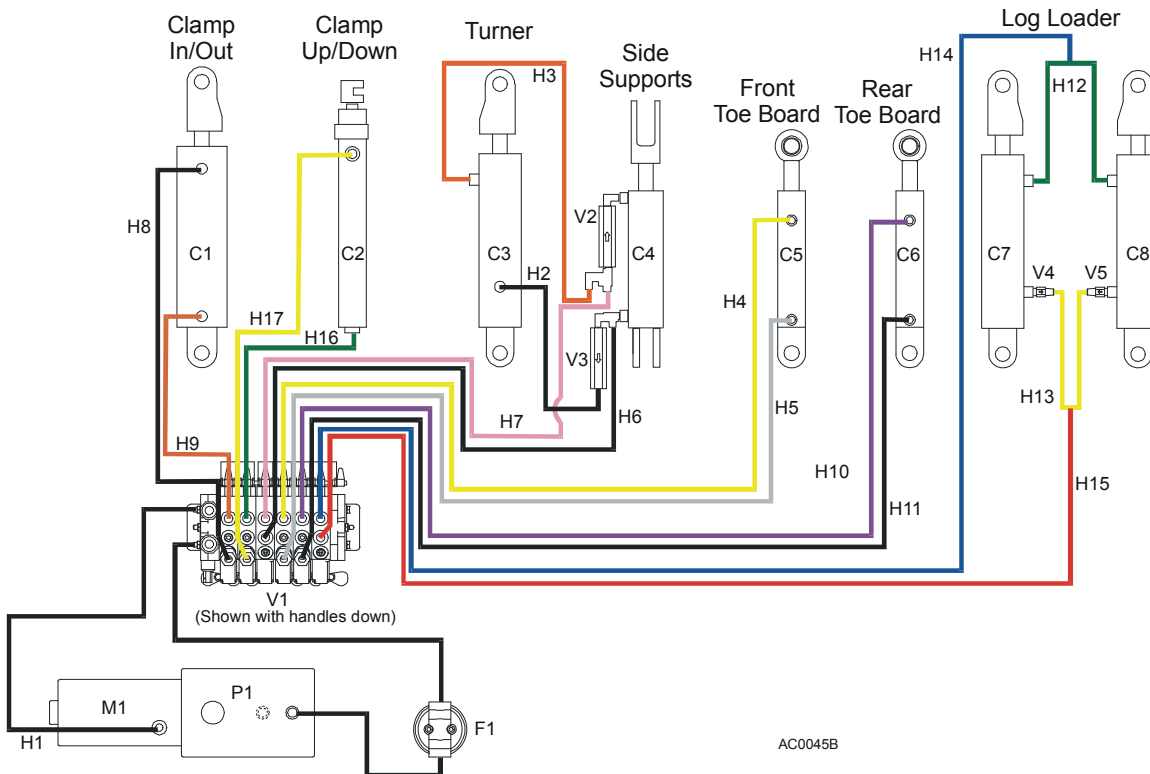 Clamp
In/Out
Clamp
Up/Down
Turner
Side
Supports
Front
Toe Board
Rear
Toe Board
Log Loader
H14
H3
H12
H8
V2
C1
C2
C3
H2
C4
C5
C6
C7
C8
V4
V5
H4
H17
H16
V3
H13
H7
H6
H5
H9
H10
H15
H11
V1
(Shown with handles down)
M1
P1
F1
H1
AC0045B